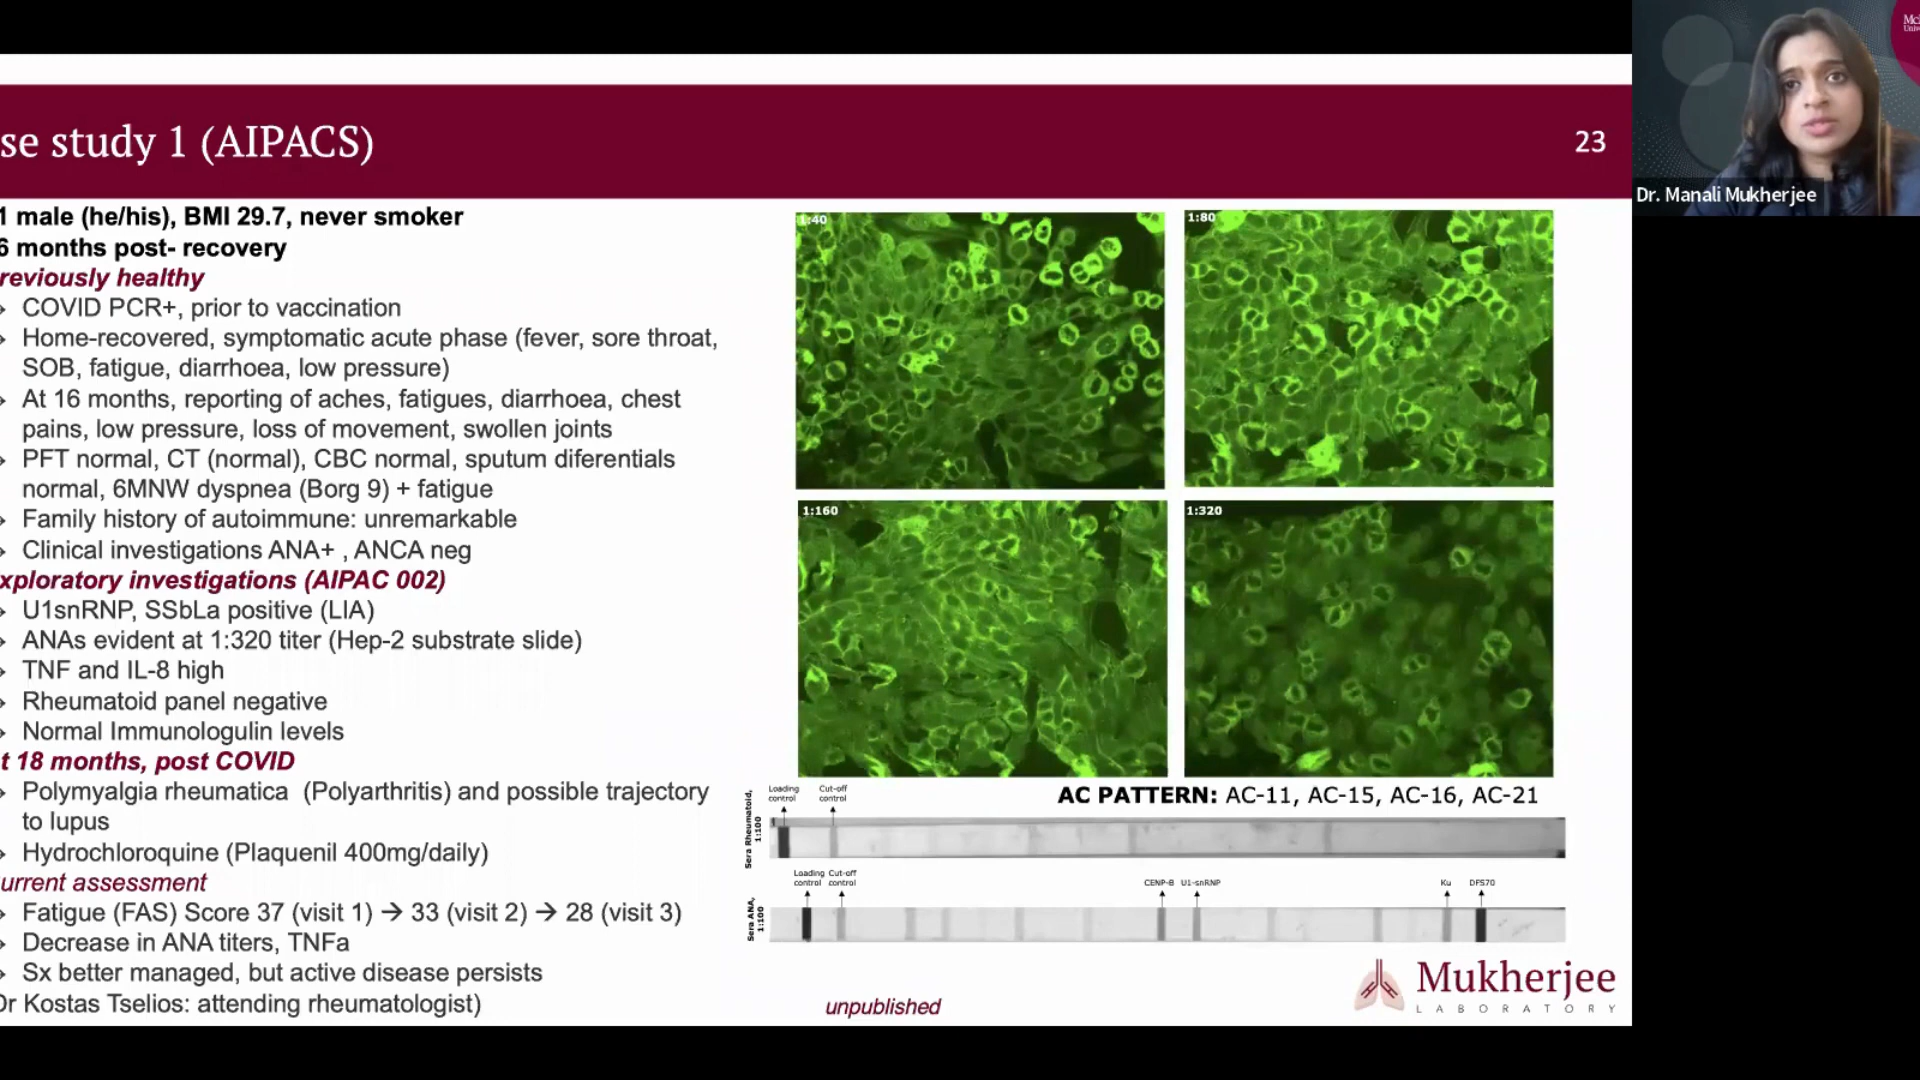 se study 1 (AIPACS)
23
1 male (he/his), BMI 29.7, never smoker
6 months post- recovery
reviously healthy
COVID PCR+, prior to vaccination
Home-recovered, symptomatic acute phase (fever, sore throat,
SOB, fatigue, diarrhoea, low pressure)
At 16 months, reporting of aches, fatigues, diarrhoea, chest
pains, low pressure, loss of movement, swollen joints
PFT normal, CT (normal), CBC normal, sputum diferentials
normal, 6MNW dyspnea (Borg 9) + fatigue
Family history of autoimmune: unremarkable
Clinical investigations ANA+ , ANCA neg
xploratory investigations (AIPAC 002)
U1snRNP, SSbLa positive (LIA)
ANAs evident at 1:320 titer (Hep-2 substrate slide)
TNF and IL-8 high
Rheumatoid panel negative
Normal Immunologulin levels
t 18 months, post COVID
Polymyalgia rheumatica (Polyarthritis) and possible trajectory
to lupus
Hydrochloroquine (Plaquenil 400mg/daily)
urrent assessment
Fatigue (FAS) Score 37 (visit 1) → 33 (visit 2) → 28 (visit 3)
Decrease in ANA titers, TNFa
Sx better managed, but active disease persists
Dr Kostas Tselios: attending rheumatologist)
1:40
1:80
1:160
1:320
AC PATTERN: AC-11, AC-15, AC-16, AC-21
Loading
control
Cut-off
control
Sera Rheumatoid,
1:100
Loading
control
Cut-off
control
CENP-B
U1-snRNP
Ku
DFS70
Sera ANA,
1:100
unpublished
Mukherjee
LABORATORY
Dr. Manali Mukherjee